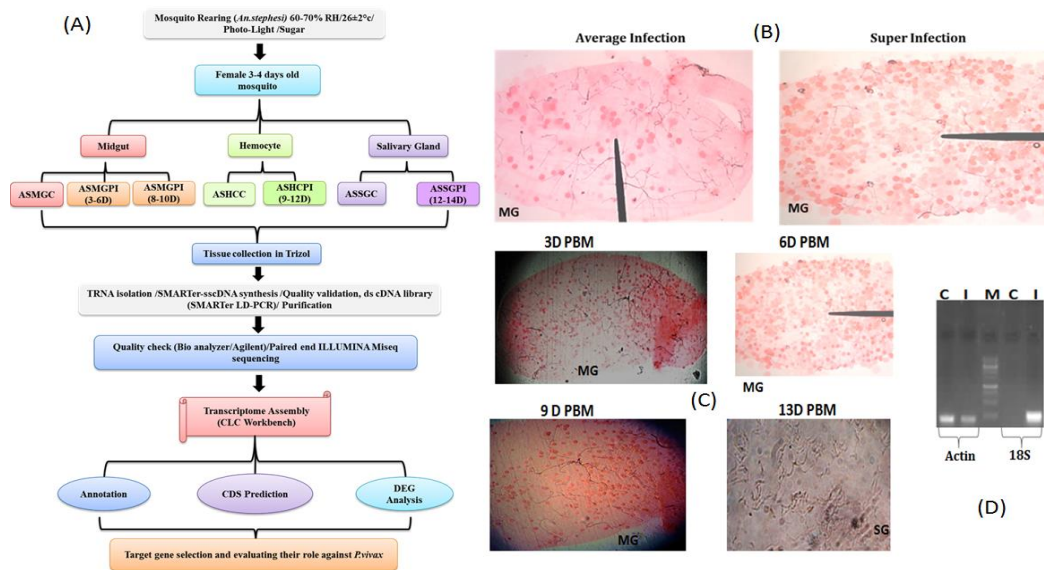 (A)
Mosquito Rearing (An.stephesi) 60-70% RH/26±2°c/
Photo-Light /Sugar
Female 3-4 days old
mosquito
Midgut
Hemocyte
Salivary Gland
ASMGC
ASMGPI
(3-6D)
ASMGPI
(8-10D)
ASHCC
ASHCPI
(9-12D)
ASSGC
ASSGPI
(12-14D)
Tissue collection in Trizol
TRNA isolation /SMARTer-sscDNA synthesis /Quality validation, ds cDNA library
(SMARTer LD-PCR)/ Purification
Quality check (Bio analyzer/Agilent)/Paired end ILLUMINA Miseq
sequencing
Transcriptome Assembly
(CLC Workbench)
Annotation
CDS Prediction
DEG
Analysis
Target gene selection and evaluating their role against P.vivax
(B)
Average Infection
Super Infection
MG
MG
3D PBM
6D PBM
MG
MG
(C)
9 D PBM
13D PBM
MG
SG
C I M C I
Actin
18S
(D)